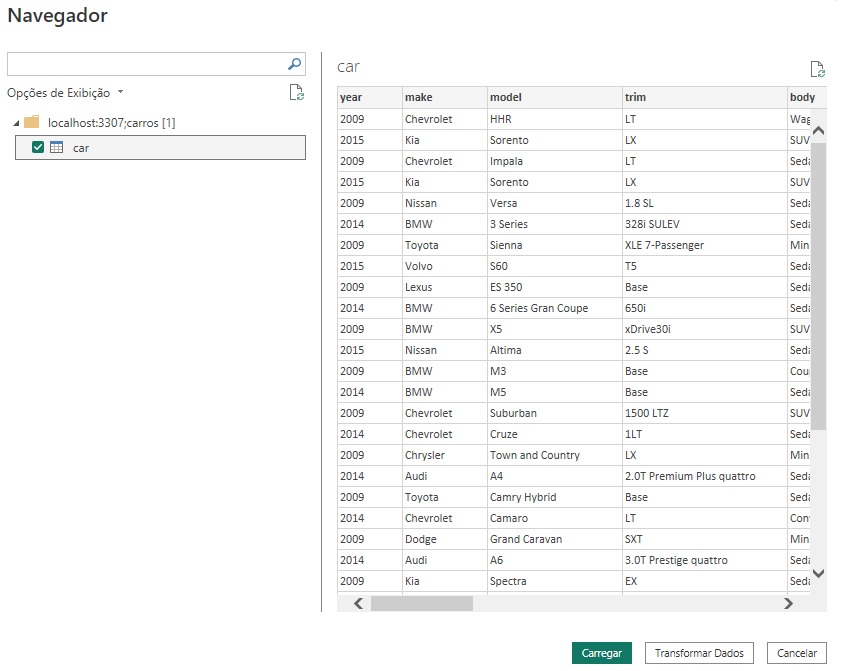 Navegador
Opções de Exibição
localhost:3307;carros [1]
car
car
year make model trim body
2009 Chevrolet HHR LT Wag
2015 Kia Sorento LX SUV
2009 Chevrolet Impala LT Seda
2015 Kia Sorento LX SUV
2009 Nissan Versa 1.8 SL Seda
2014 BMW 3 Series 328i SULEV Seda
2009 Toyota Sienna XLE 7-Passenger Min
2015 Volvo S60 T5 Seda
2009 Lexus ES 350 Base Seda
2014 BMW 6 Series Gran Coupe 650i Seda
2009 BMW X5 xDrive30i SUV
2015 Nissan Altima 2.5 S Seda
2009 BMW M3 Base Cou
2014 BMW M5 Base Seda
2009 Chevrolet Suburban 1500 LTZ SUV
2014 Chevrolet Cruze 1LT Seda
2009 Chrysler Town and Country LX Min
2014 Audi A4 2.0T Premium Plus quattro Seda
2009 Toyota Camry Hybrid Base Seda
2014 Chevrolet Camaro LT Con
2009 Dodge Grand Caravan SXT Min
2014 Audi A6 3.0T Prestige quattro Seda
2009 Kia Spectra EX Seda
Carregar Transformar Dados Cancelar